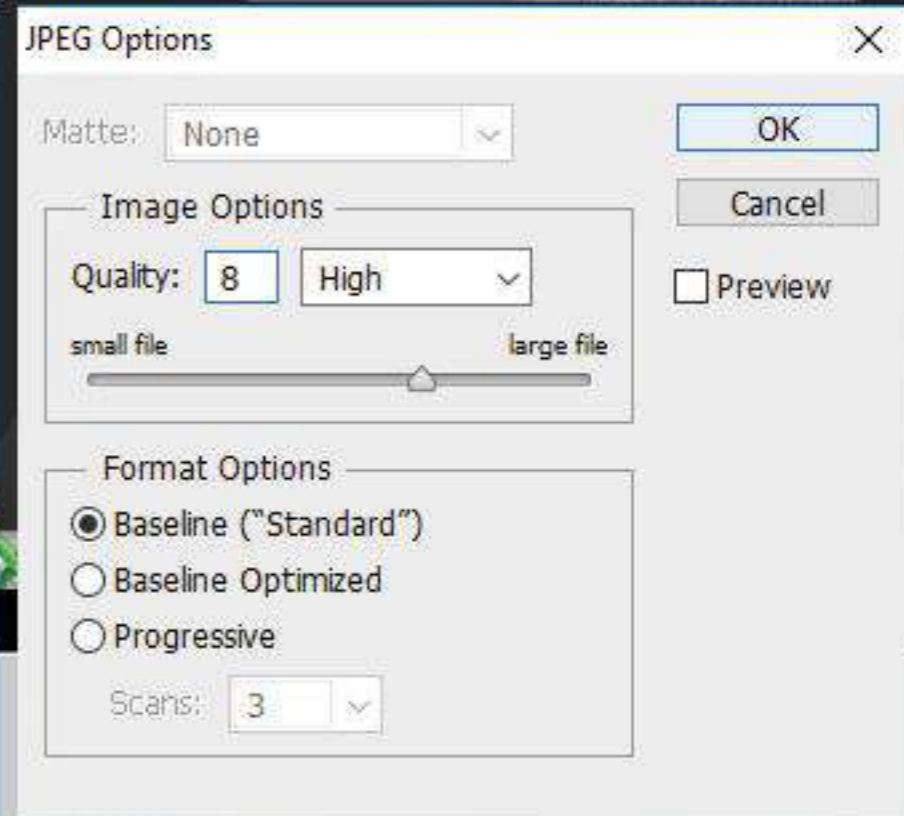 JPEG Options
Matte: None
OK
Cancel
Preview
Image Options
Quality: 8 High
small file large file
Format Options
Baseline (“Standard”)
Baseline Optimized
Progressive
Scans: 3